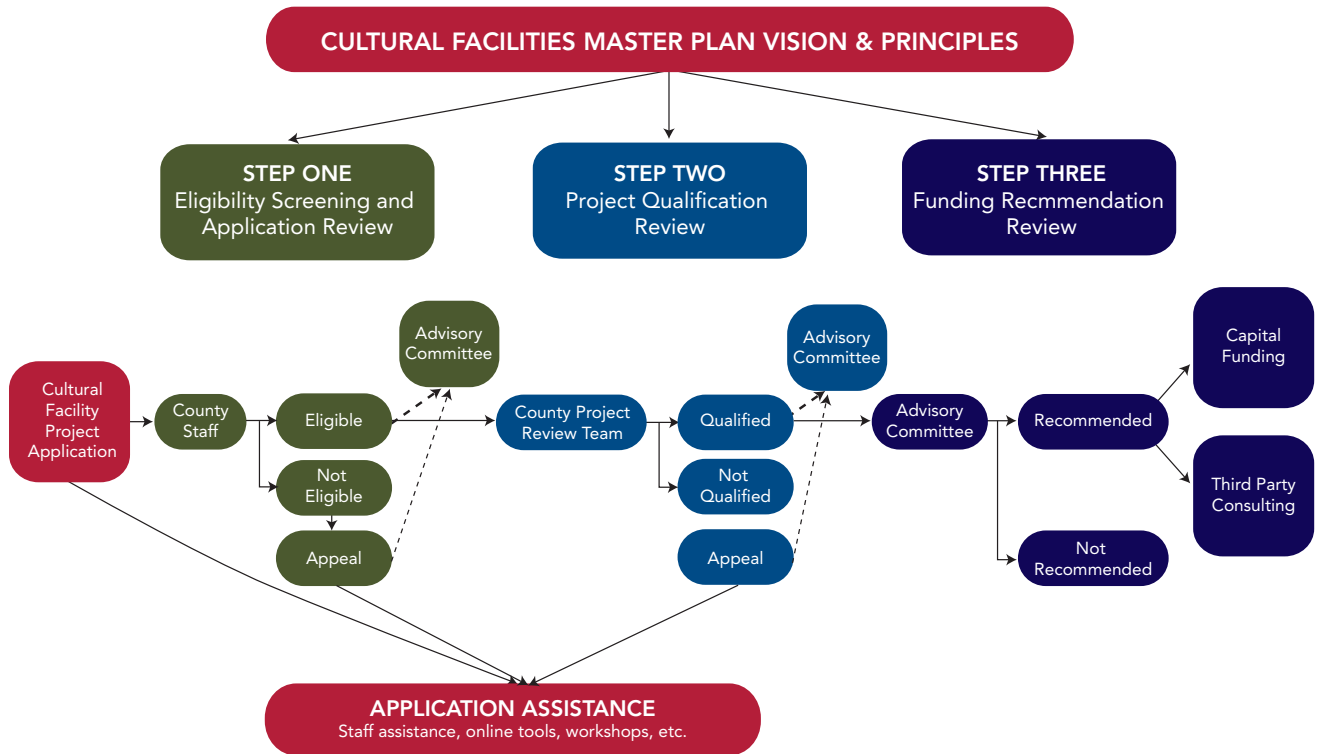 CULTURAL FACILITIES MASTER PLAN VISION & PRINCIPLES
STEP ONE
Eligibility Screening and
Application Review
STEP TWO
Project Qualification
Review
STEP THREE
Funding Recmmendation
Review
Cultural
Facility
Project
Application
County
Staff
Eligible
Not
Eligible
Appeal
Advisory
Committee
County Project
Review Team
Qualified
Not
Qualified
Appeal
Advisory
Committee
Advisory
Committee
Recommended
Not
Recommended
Capital
Funding
Third Party
Consulting
APPLICATION ASSISTANCE
Staff assistance, online tools, workshops, etc.